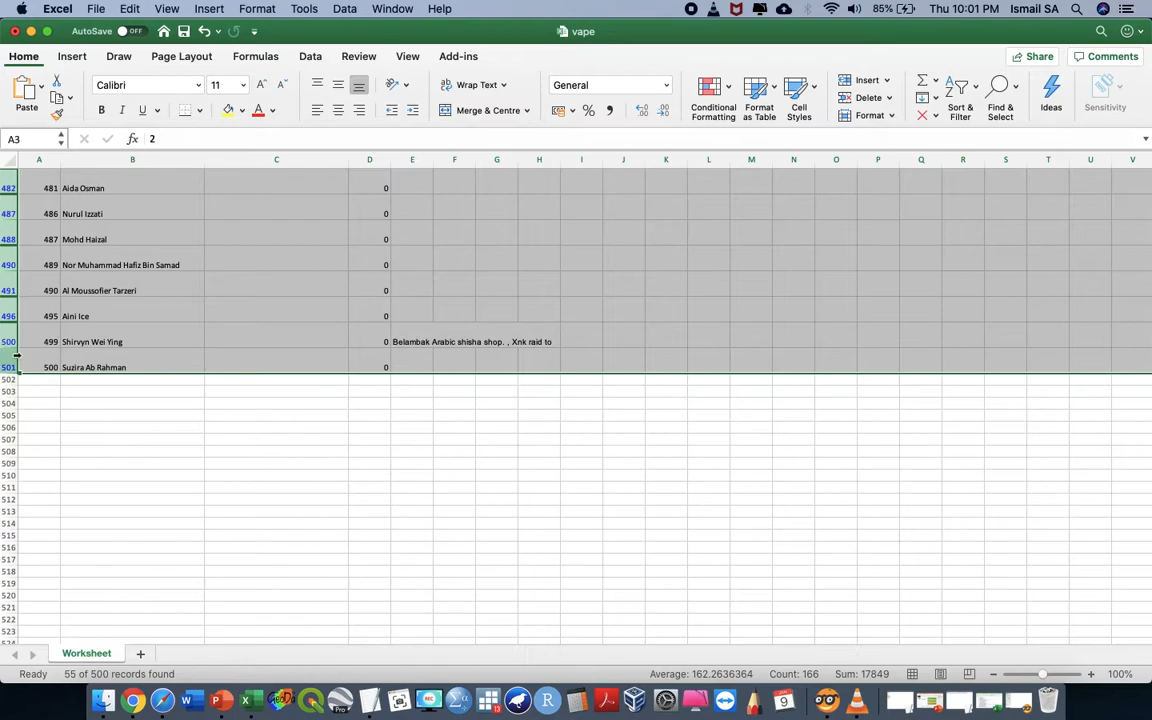 Excel File Edit View Insert Format Tools Data Window Help 85% Thu 10:01 PM Ismail SA
AutoSave OFF vape
Home Insert Draw Page Layout Formulas Data Review View Add-ins Share Comments
Paste Calibri 11 Wrap Text General Conditional Formatting Format as Table Cell Styles Insert Sort & Filter Find & Select Ideas Sensitivity
B I U Merge & Centre % Delete
Format
A3 fx 2
A B C D E F G H I J K L M N O P Q R S T U V
482 481 Aida Osman 0
487 486 Nurul Izzati 0
488 487 Mohd Haizal 0
490 489 Nor Muhammad Hafiz Bin Samad 0
491 490 Al Moussofier Tarzeri 0
496 495 Aini Ice 0
500 499 Shirvyn Wei Ying 0 Belambak Arabic shisha shop. , Xnk raid to
501 500 Suzira Ab Rahman 0
502
503
504
505
506
507
508
509
510
511
512
513
514
515
516
517
518
519
520
521
522
523
Worksheet
Ready 55 of 500 records found Average: 162.2636364 Count: 166 Sum: 17849 100%